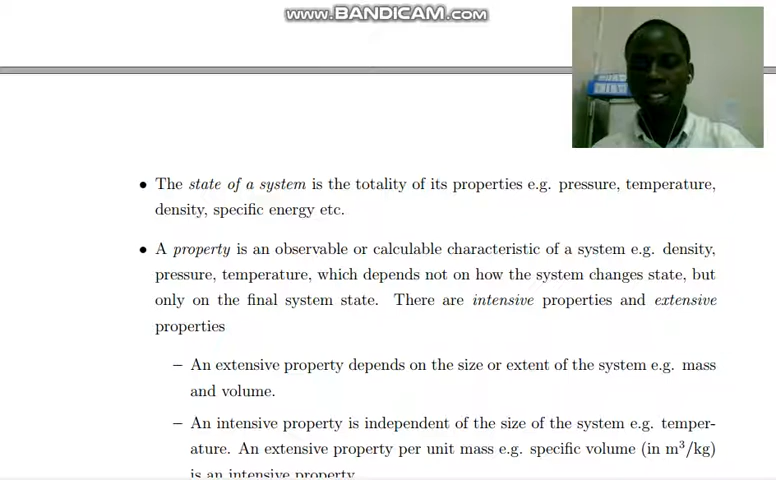 www.BANDICAM.com
• The state of a system is the totality of its properties e.g. pressure, temperature,
density, specific energy etc.
• A property is an observable or calculable characteristic of a system e.g. density,
pressure, temperature, which depends not on how the system changes state, but
only on the final system state. There are intensive properties and extensive
properties
– An extensive property depends on the size or extent of the system e.g. mass
and volume.
– An intensive property is independent of the size of the system e.g. temper-
ature. An extensive property per unit mass e.g. specific volume (in m³/kg)
is an intensive property